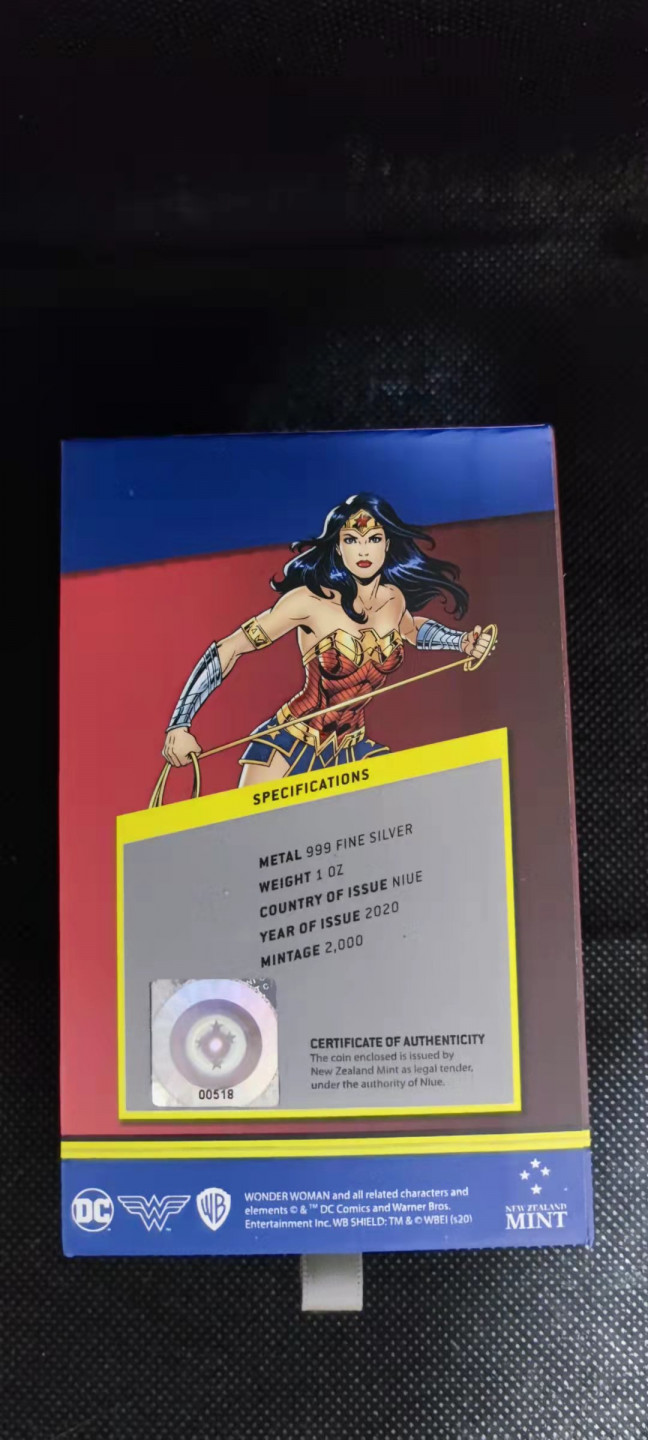 SPECIFICATIONS
METAL 999 FINE SILVER
WEIGHT 1 OZ
COUNTRY OF ISSUE NIUE
YEAR OF ISSUE 2020
MINTAGE 2,000
00518
CERTIFICATE OF AUTHENTICITY
The coin enclosed is issued by
New Zealand Mint as legal tender,
under the authority of Niue.
DC
WB
WONDER WOMAN and all related characters and
elements © & ™ DC Comics and Warner Bros.
Entertainment Inc. WB SHIELD: TM & © WBEI (s20)
NEW ZEALAND
MINT